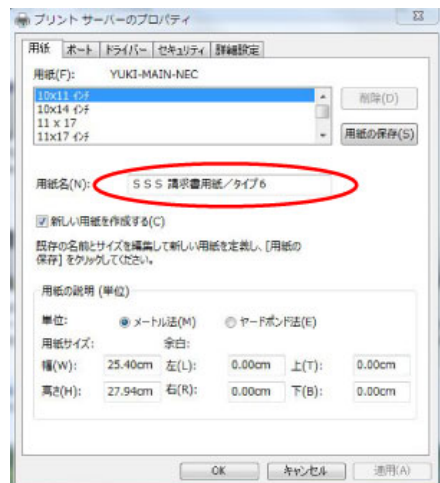 プリント サーバーのプロパティ
用紙 ポート ドライバー セキュリティ 詳細設定
用紙(F): YUKI-MAIN-NEC
10x11 インチ
10x14 インチ
11 x 17
11x17 インチ
削除(D)
用紙の保存(S)
用紙名(N): SSS 請求書用紙/タイプ6
新しい用紙を作成する(C)
既存の名前とサイズを編集して新しい用紙を定義し、[用紙の
保存] をクリックしてください。
用紙の説明 (単位)
単位: メートル法(M) ヤードポンド法(E)
用紙サイズ: 余白:
幅(W): 25.40cm 左(L): 0.00cm 上(T): 0.00cm
高さ(H): 27.94cm 右(R): 0.00cm 下(B): 0.00cm
OK キャンセル 適用(A)